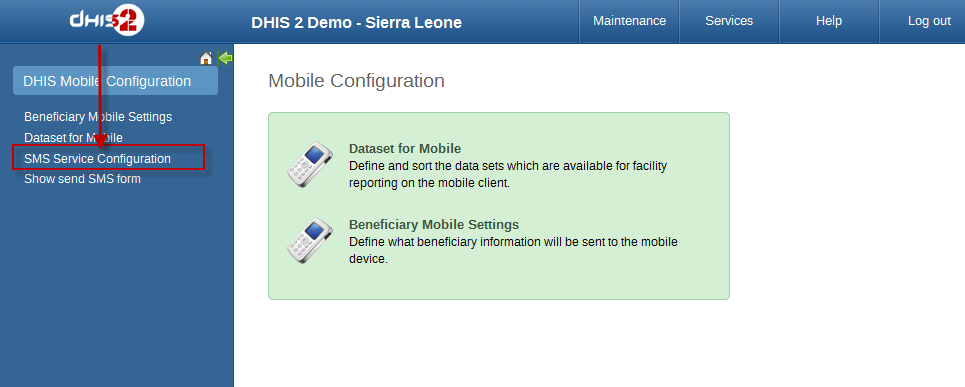 dhis2
DHIS 2 Demo - Sierra Leone
Maintenance
Services
Help
Log out
DHIS Mobile Configuration
Beneficiary Mobile Settings
Dataset for Mobile
SMS Service Configuration
Show send SMS form
Mobile Configuration
Dataset for Mobile
Define and sort the data sets which are available for facility
reporting on the mobile client.
Beneficiary Mobile Settings
Define what beneficiary information will be sent to the mobile
device.